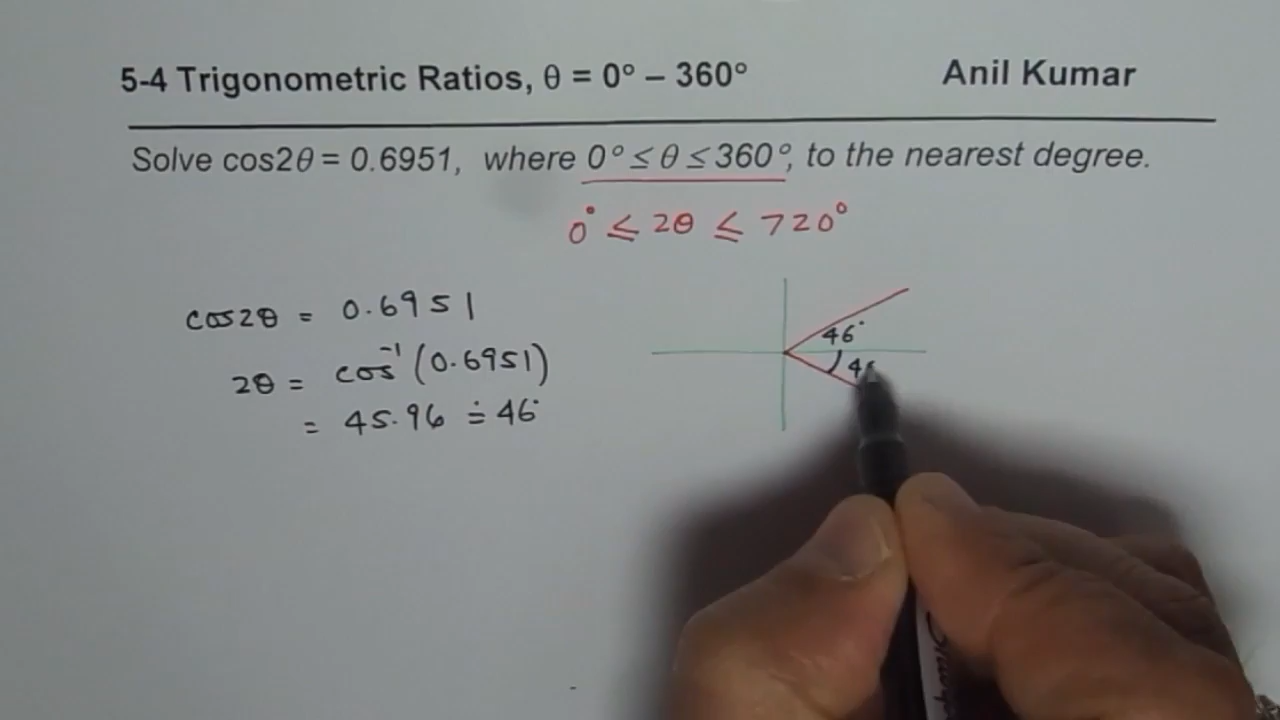 5-4 Trigonometric Ratios, θ = 0° – 360°
Anil Kumar
Solve cos2θ = 0.6951, where 0° ≤ θ ≤ 360°, to the nearest degree.
0° ≤ 2θ ≤ 720°
cos2θ = 0.6951
2θ = cos⁻¹(0.6951)
= 45.96 ≐ 46°
46°